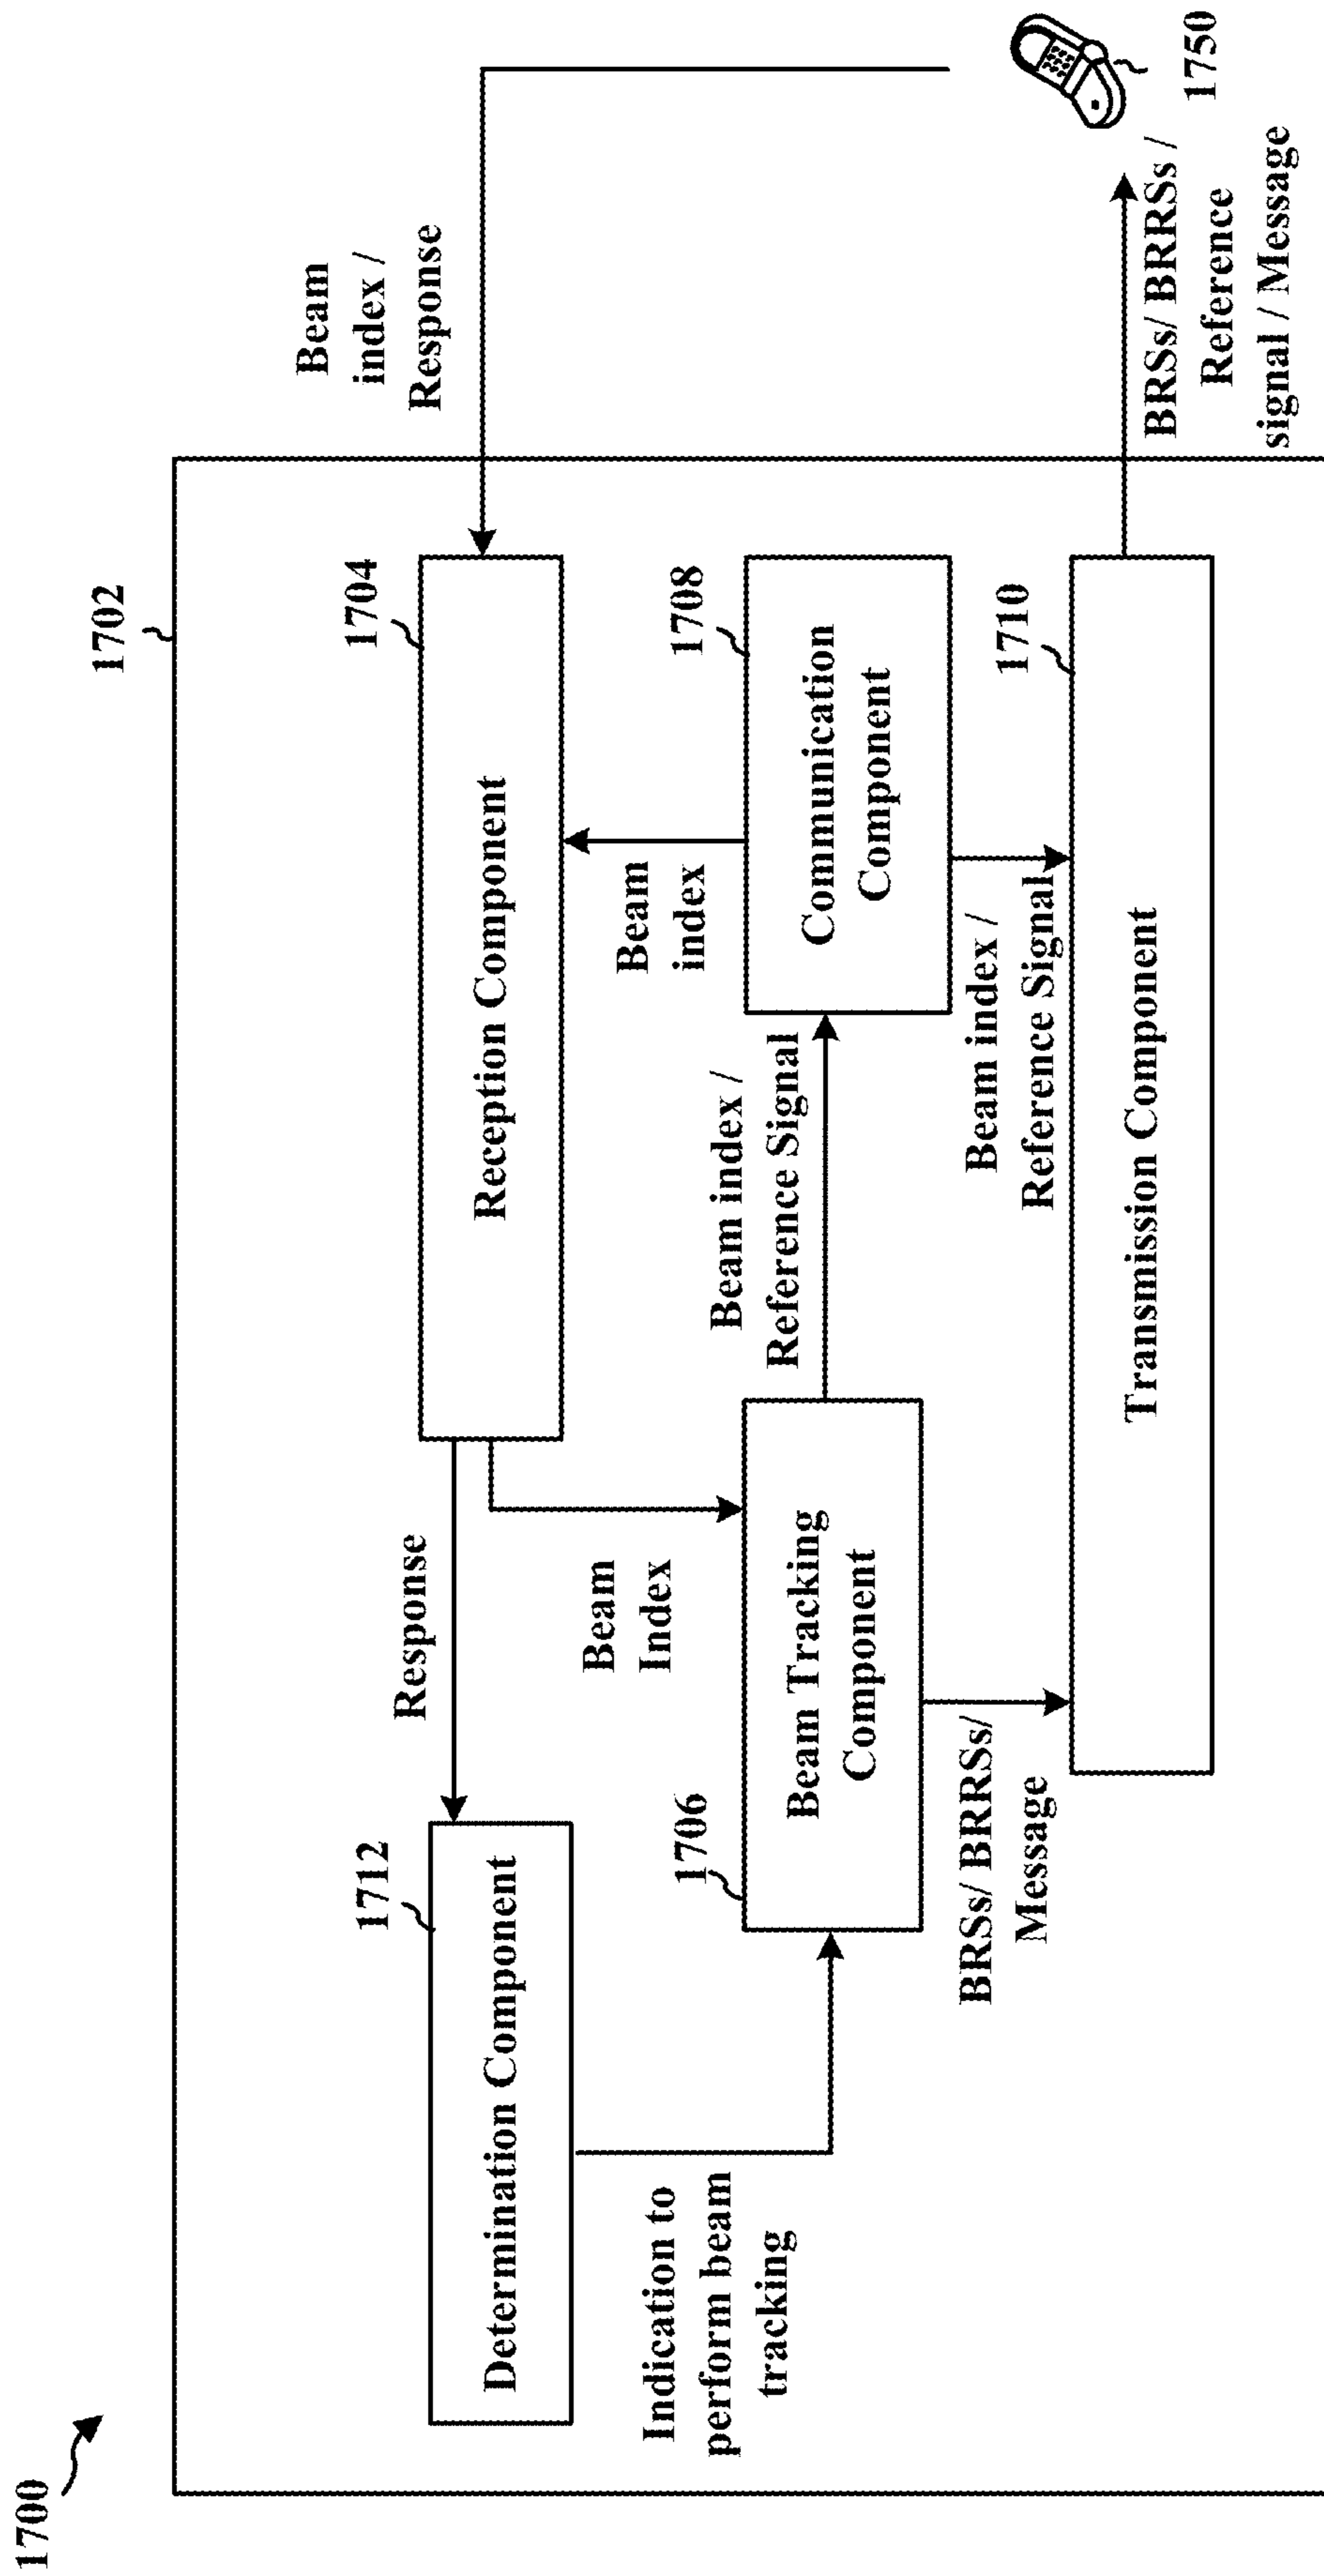 1700
1702
Beam
index /
Response
1704
Reception Component
Response
1712
Determination Component
Indication to
perform beam
tracking
Beam
Index
Beam
index
1706
Beam Tracking
Component
Beam index /
Reference Signal
1708
Communication
Component
BRSs/ BRRSs/
Message
Beam index /
Reference Signal
1710
Transmission Component
1750
BRSs/ BRRSs /
Reference
signal / Message